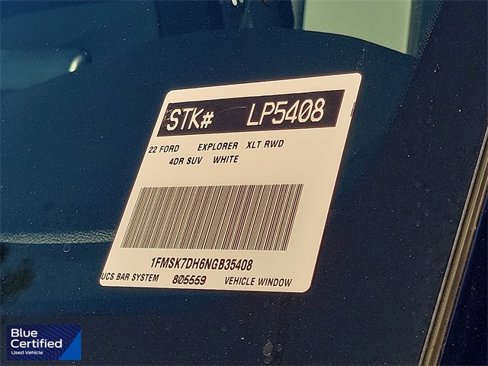 STK# LP5408
22 FORD EXPLORER XLT RWD
4DR SUV WHITE
1FMSK7DH6NGB35408
UCS BAR SYSTEM 805559 VEHICLE WINDOW
Blue
Certified
Used Vehicle